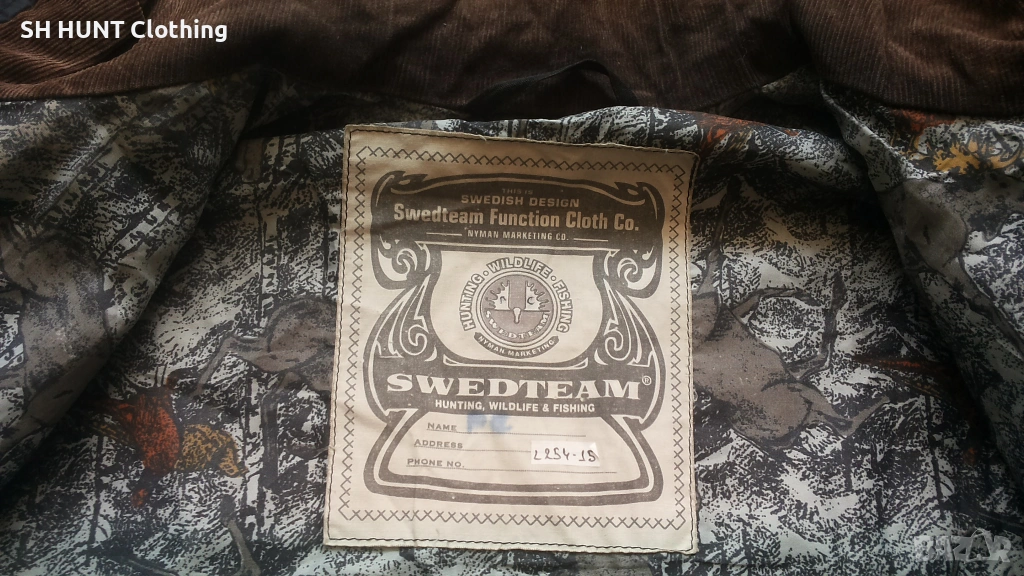 SH HUNT Clothing
THIS IS
SWEDISH DESIGN
Swedteam Function Cloth Co.
NYMAN MARKETING CO.
HUNTING · WILDLIFE · FISHING
NYMAN MARKETING
SWEDTEAM®
HUNTING, WILDLIFE & FISHING
NAME
ADDRESS
PHONE NO.
L254-15
BAZAR